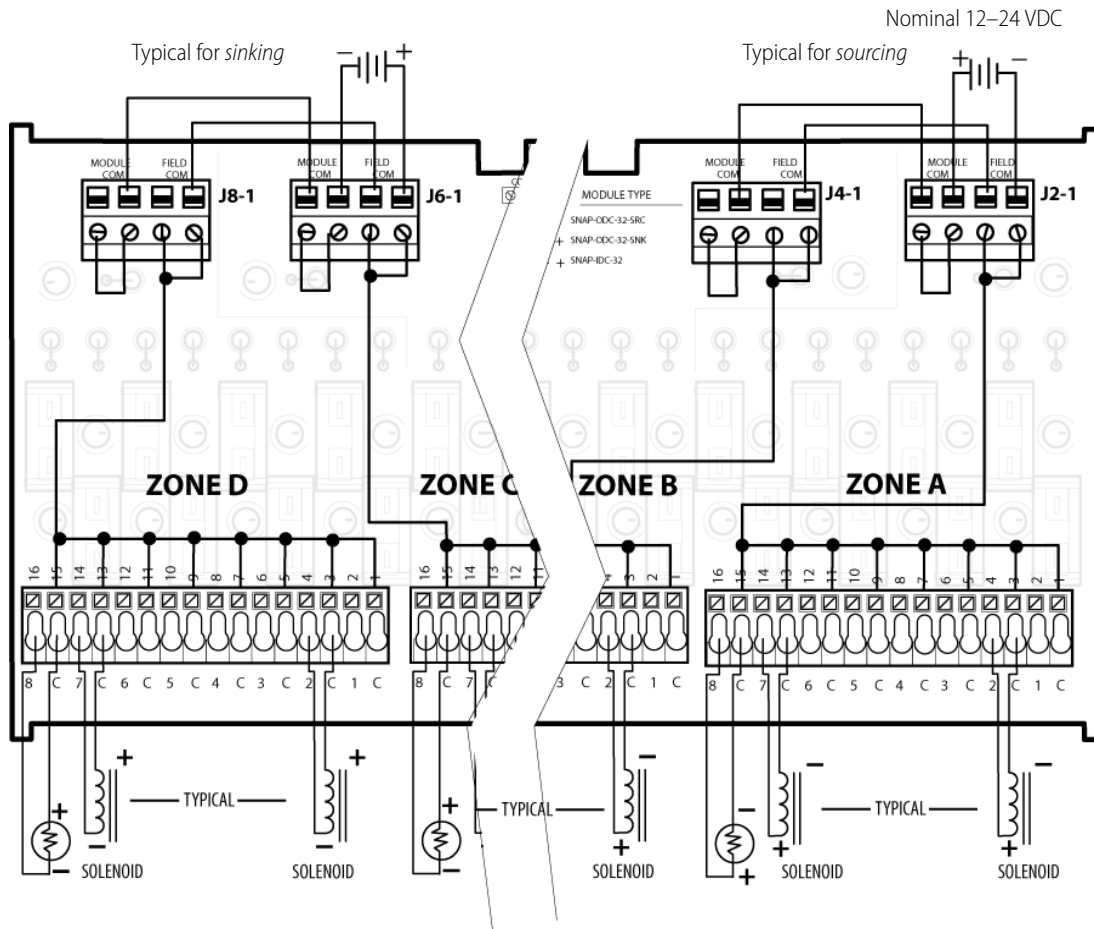 Nominal 12–24 VDC
Typical for sinking
Typical for sourcing
− +
+ −
MODULE COM
FIELD COM
J8-1
MODULE COM
FIELD COM
J6-1
MODULE TYPE
SNAP-ODC-32-SRC
+ SNAP-ODC-32-SNK
+ SNAP-IDC-32
MODULE COM
FIELD COM
J4-1
MODULE COM
FIELD COM
J2-1
ZONE D
ZONE C
ZONE B
ZONE A
16 15 14 13 12 11 10 9 8 7 6 5 4 3 2 1
16 15 14 13 12 11
4 3 2 1
16 15 14 13 12 11 10 9 8 7 6 5 4 3 2 1
8 C 7 C 6 C 5 C 4 C 3 C 2 C 1 C
8 C 7 C
3 C 2 C 1 C
8 C 7 C 6 C 5 C 4 C 3 C 2 C 1 C
+ + − − −
TYPICAL
TYPICAL
TYPICAL
+ + −
− − + + +
− − +
SOLENOID
SOLENOID
SOLENOID
SOLENOID
SOLENOID